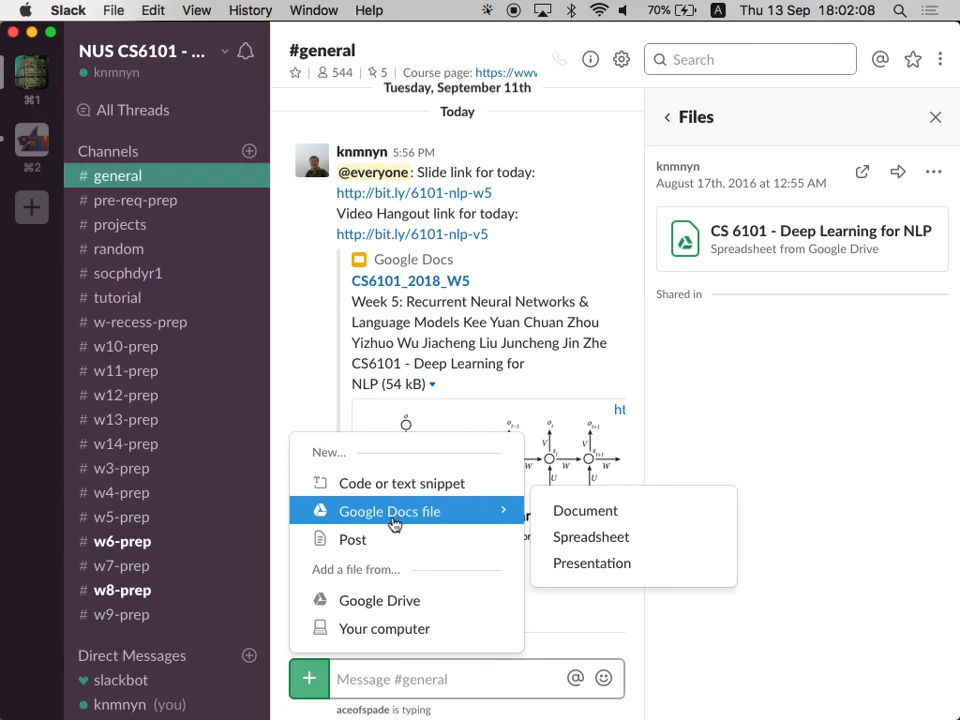 Slack File Edit View History Window Help 70% A Thu 13 Sep 18:02:08
NUS CS6101 - ...
knmnyn
⌘1
⌘2
All Threads
Channels
# general
# pre-req-prep
# projects
# random
# socphdyr1
# tutorial
# w-recess-prep
# w10-prep
# w11-prep
# w12-prep
# w13-prep
# w14-prep
# w3-prep
# w4-prep
# w5-prep
# w6-prep
# w7-prep
# w8-prep
# w9-prep
Direct Messages
slackbot
knmnyn (you)
#general
544 | 5 | Course page: https://www
Search
Tuesday, September 11th
Today
knmnyn 5:56 PM
@everyone: Slide link for today:
http://bit.ly/6101-nlp-w5
Video Hangout link for today:
http://bit.ly/6101-nlp-v5
Google Docs
CS6101_2018_W5
Week 5: Recurrent Neural Networks &
Language Models Kee Yuan Chuan Zhou
Yizhuo Wu Jiacheng Liu Juncheng Jin Zhe
CS6101 - Deep Learning for
NLP (54 kB)
ht
New...
Code or text snippet
Google Docs file
Post
Add a file from...
Google Drive
Your computer
Document
Spreadsheet
Presentation
+ Message #general
aceofspade is typing
Files
knmnyn
August 17th, 2016 at 12:55 AM
CS 6101 - Deep Learning for NLP
Spreadsheet from Google Drive
Shared in